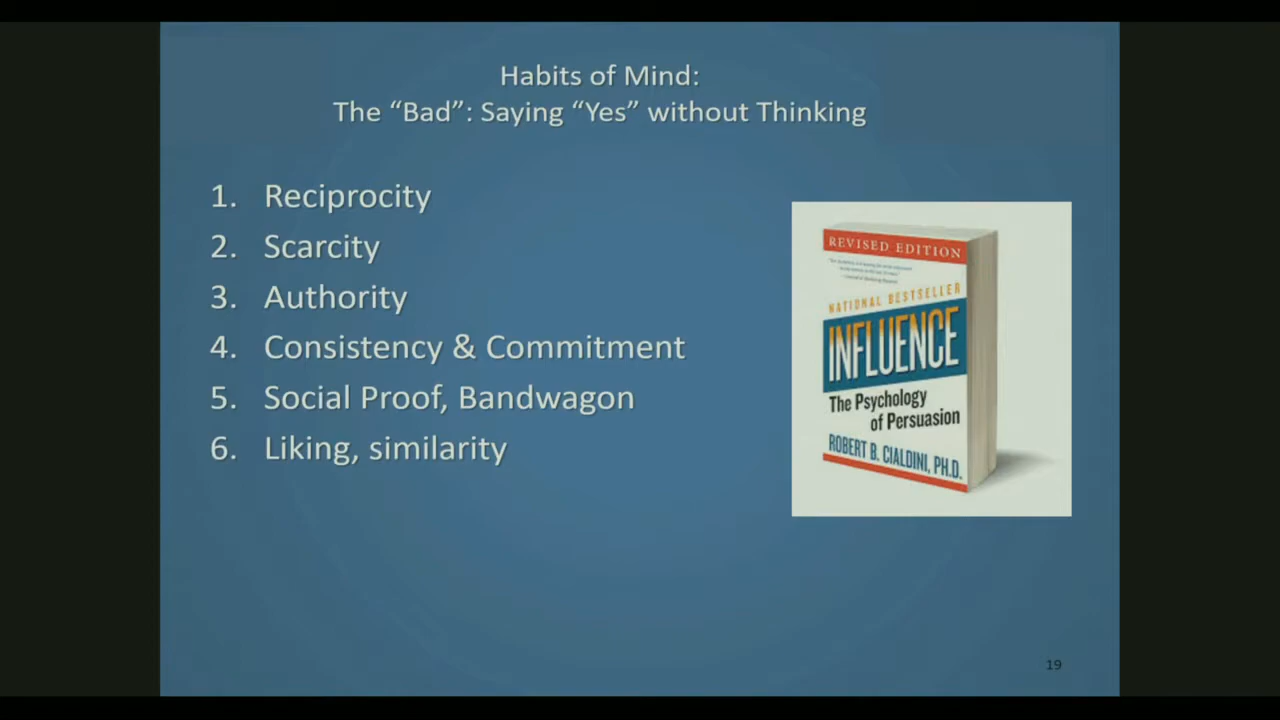 Habits of Mind:
The “Bad”: Saying “Yes” without Thinking
1. Reciprocity
2. Scarcity
3. Authority
4. Consistency & Commitment
5. Social Proof, Bandwagon
6. Liking, similarity
REVISED EDITION
NATIONAL BESTSELLER
INFLUENCE
The Psychology
of Persuasion
ROBERT B. CIALDINI, PH.D.
19